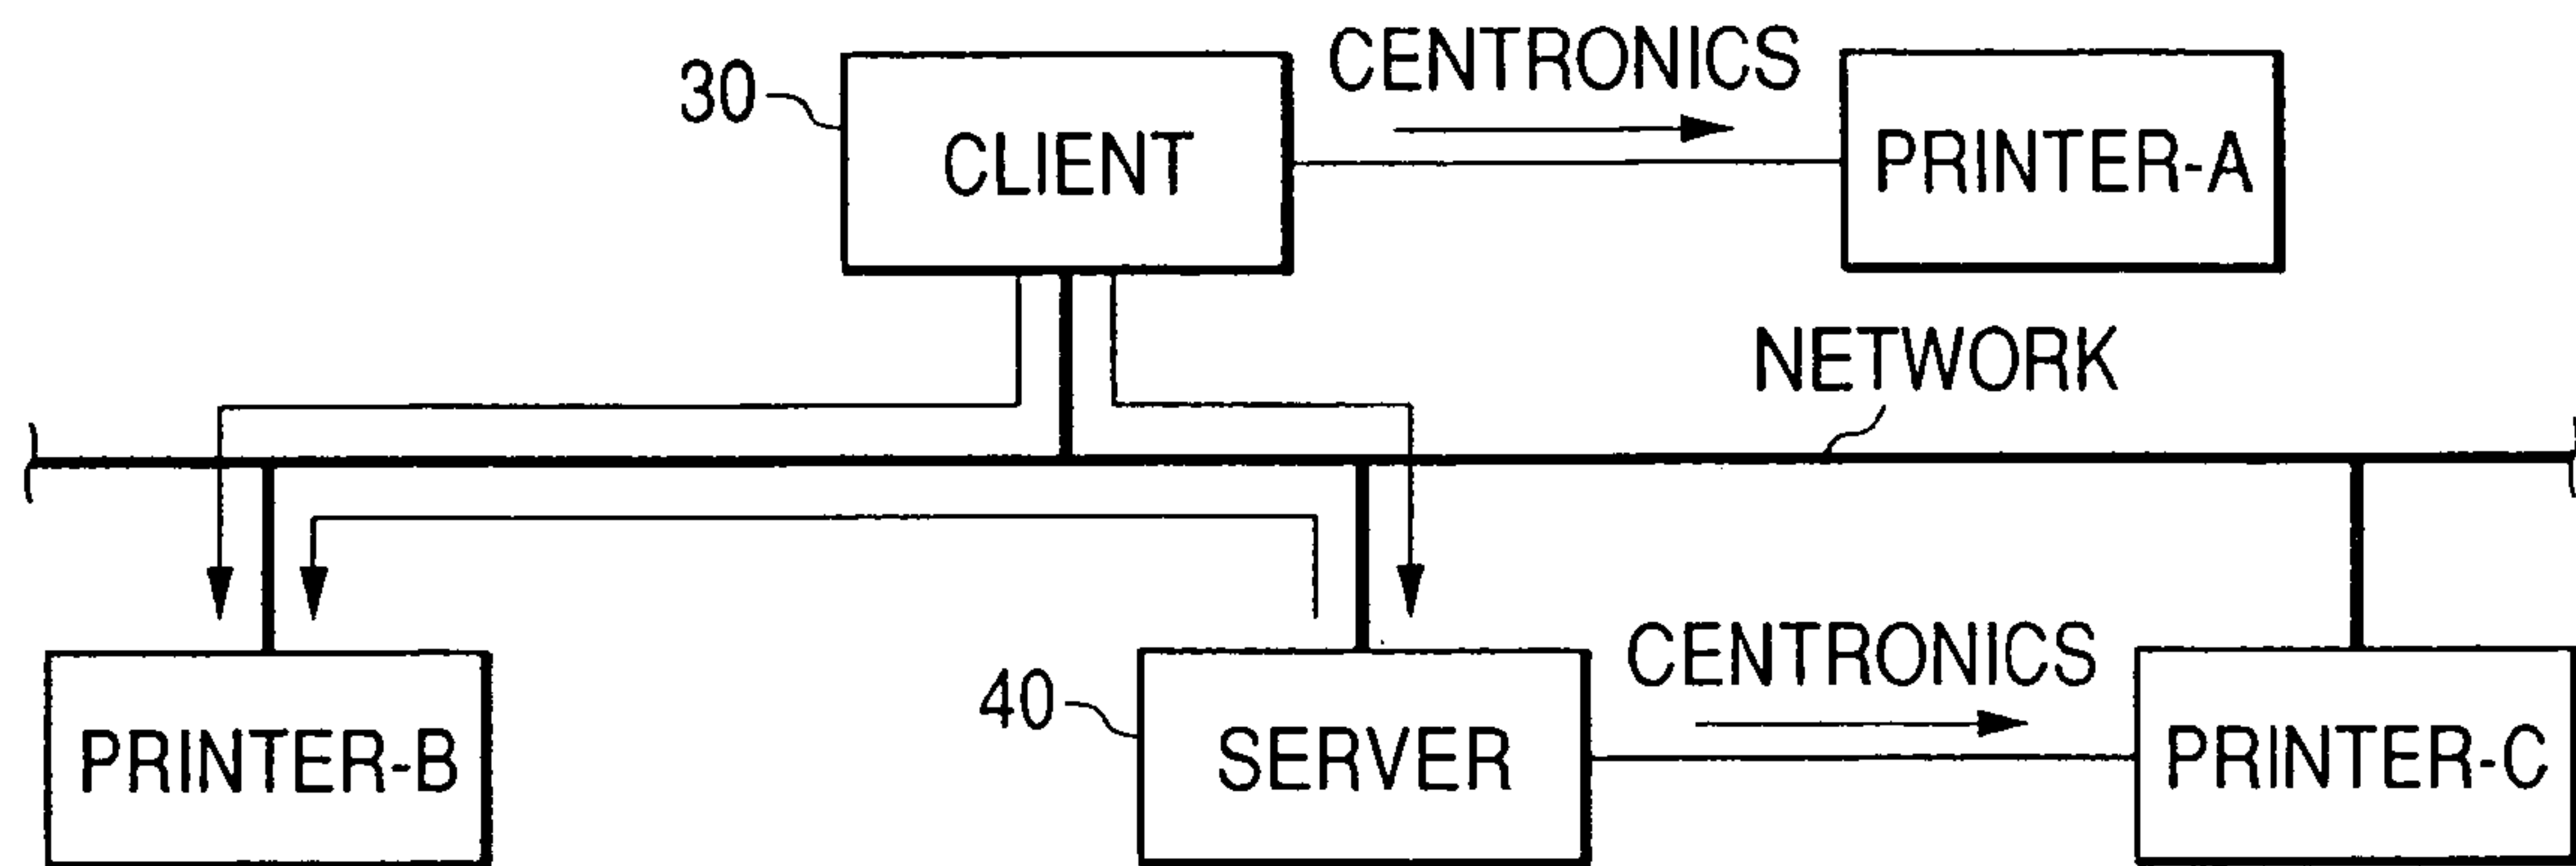 CENTRONICS
30
CLIENT
PRINTER-A
NETWORK
CENTRONICS
40
PRINTER-B
SERVER
PRINTER-C